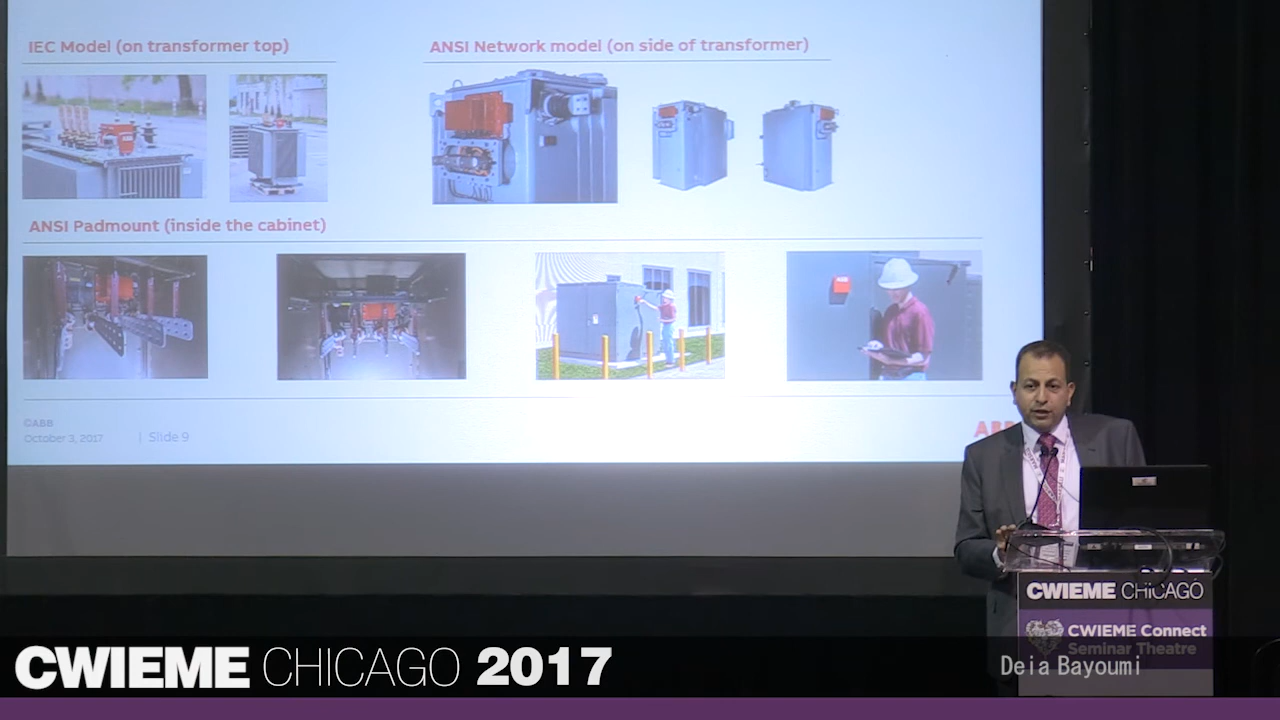 IEC Model (on transformer top)
ANSI Network model (on side of transformer)
ANSI Padmount (inside the cabinet)
©ABB
October 3, 2017 | Slide 9
ABB
CWIEME CHICAGO
CWIEME Connect
Seminar Theatre
Deia Bayoumi
CWIEME CHICAGO 2017